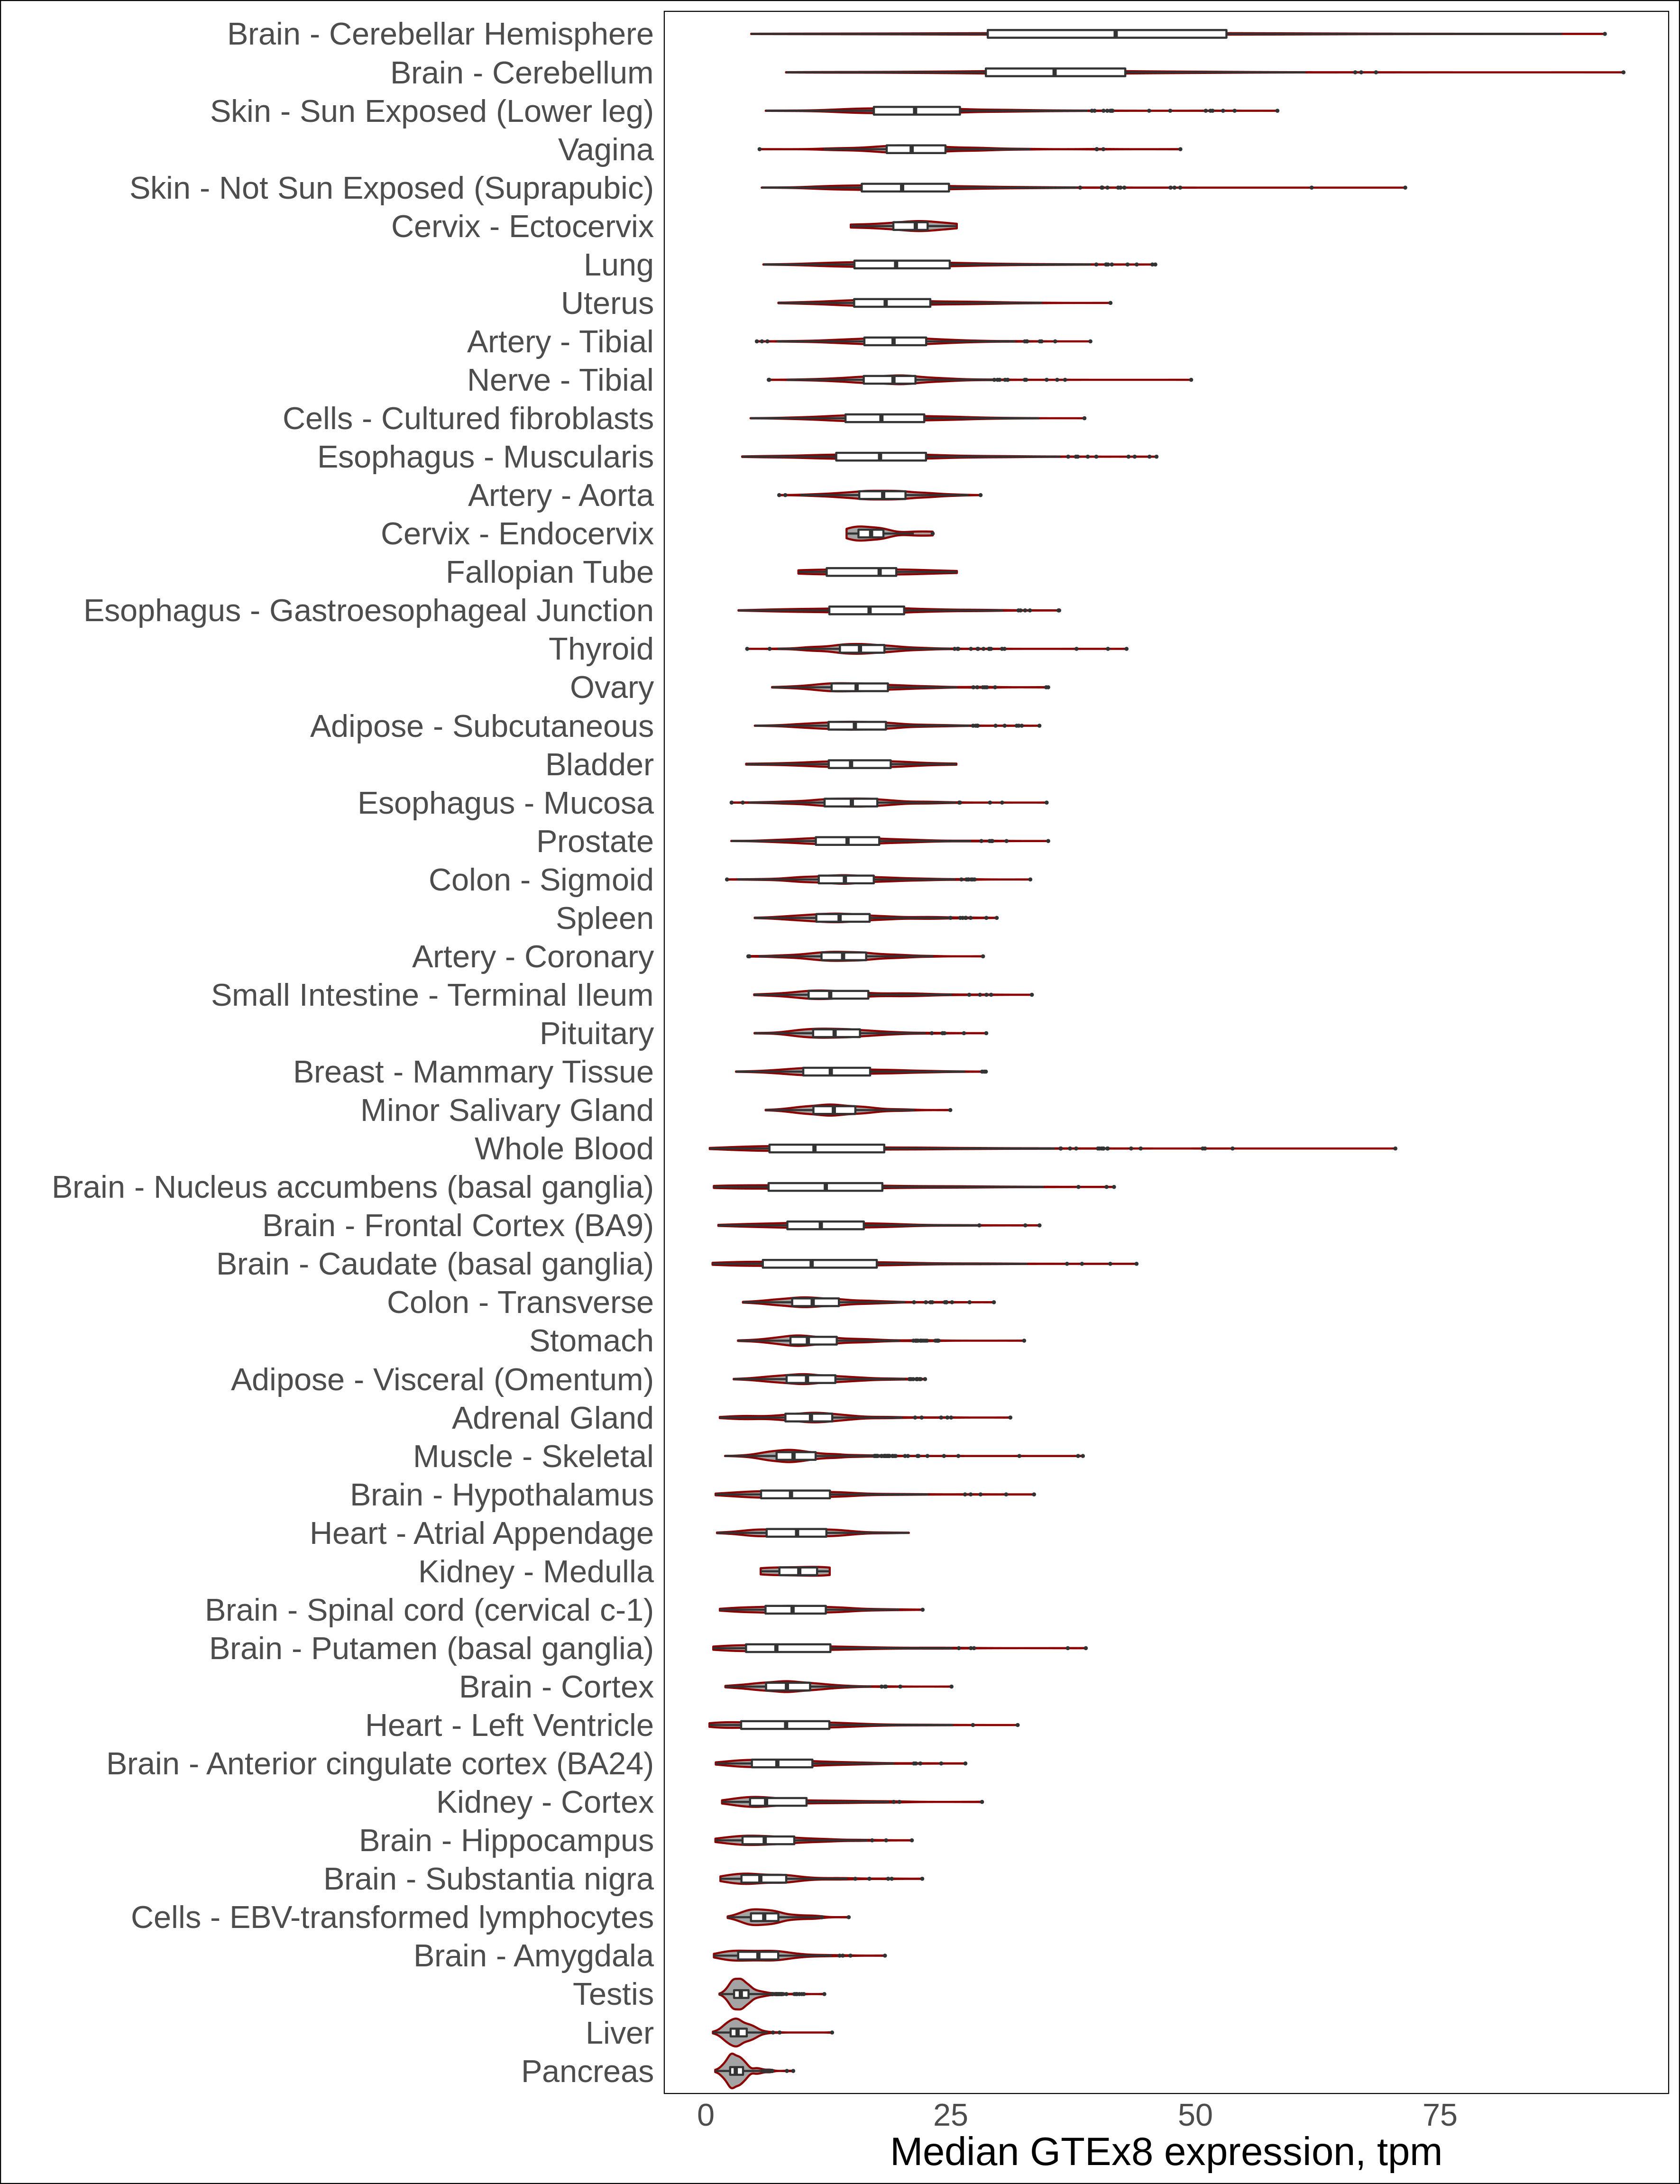 Brain - Cerebellar Hemisphere
Brain - Cerebellum
Skin - Sun Exposed (Lower leg)
Vagina
Skin - Not Sun Exposed (Suprapubic)
Cervix - Ectocervix
Lung
Uterus
Artery - Tibial
Nerve - Tibial
Cells - Cultured fibroblasts
Esophagus - Muscularis
Artery - Aorta
Cervix - Endocervix
Fallopian Tube
Esophagus - Gastroesophageal Junction
Thyroid
Ovary
Adipose - Subcutaneous
Bladder
Esophagus - Mucosa
Prostate
Colon - Sigmoid
Spleen
Artery - Coronary
Small Intestine - Terminal Ileum
Pituitary
Breast - Mammary Tissue
Minor Salivary Gland
Whole Blood
Brain - Nucleus accumbens (basal ganglia)
Brain - Frontal Cortex (BA9)
Brain - Caudate (basal ganglia)
Colon - Transverse
Stomach
Adipose - Visceral (Omentum)
Adrenal Gland
Muscle - Skeletal
Brain - Hypothalamus
Heart - Atrial Appendage
Kidney - Medulla
Brain - Spinal cord (cervical c-1)
Brain - Putamen (basal ganglia)
Brain - Cortex
Heart - Left Ventricle
Brain - Anterior cingulate cortex (BA24)
Kidney - Cortex
Brain - Hippocampus
Brain - Substantia nigra
Cells - EBV-transformed lymphocytes
Brain - Amygdala
Testis
Liver
Pancreas
0 25 50 75
Median GTEx8 expression, tpm